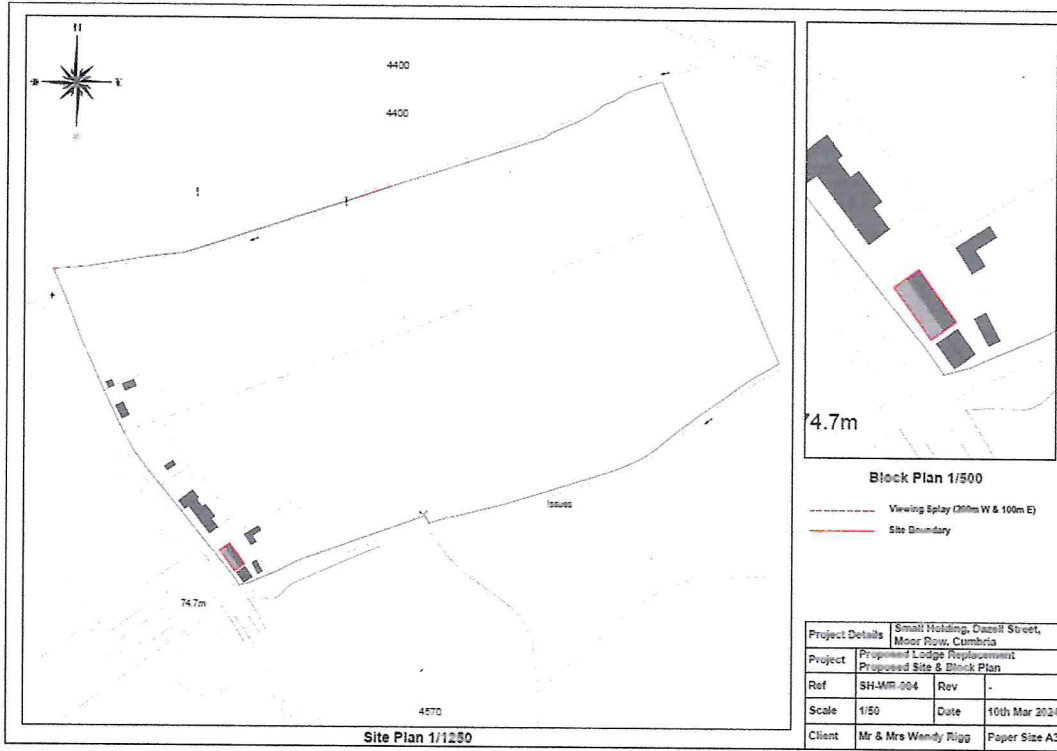 N
E
4400
4400
Issues
74.7m
4570
Site Plan 1/1250
74.7m
Block Plan 1/500
Viewing Splay (200m W & 100m E)
Site Boundary
Project Details Small Holding, Dazell Street,
Moor Row, Cumbria
Project Proposed Lodge Replacement
Proposed Site & Block Plan
Ref SH-WR-004 Rev -
Scale 1/50 Date 10th Mar 2024
Client Mr & Mrs Wendy Rigg Paper Size A3